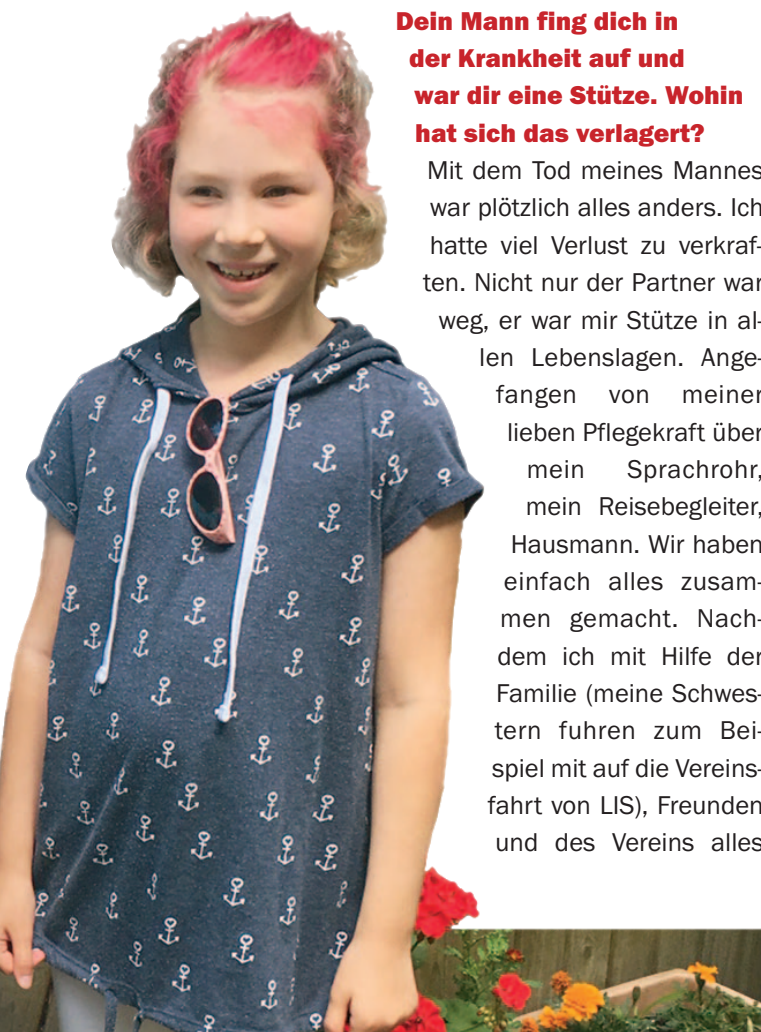 Dein Mann fing dich in
der Krankheit auf und
war dir eine Stütze. Wohin
hat sich das verlagert?
Mit dem Tod meines Mannes
war plötzlich alles anders. Ich
hatte viel Verlust zu verkraf-
ten. Nicht nur der Partner war
weg, er war mir Stütze in al-
len Lebenslagen. Ange-
fangen von meiner
lieben Pflegekraft über
mein Sprachrohr,
mein Reisebegleiter,
Hausmann. Wir haben
einfach alles zusam-
men gemacht. Nach-
dem ich mit Hilfe der
Familie (meine Schwes-
tern fuhren zum Bei-
spiel mit auf die Vereins-
fahrt von LIS), Freunden
und des Vereins alles